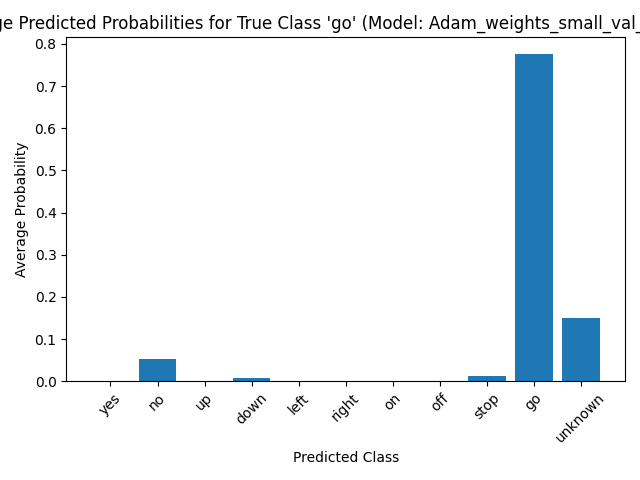 ge Predicted Probabilities for True Class 'go' (Model: Adam_weights_small_val_
0.8
0.7
0.6
0.5
0.4
0.3
0.2
0.1
0.0
Average Probability
yes
no
up
down
left
right
on
off
stop
go
unknown
Predicted Class